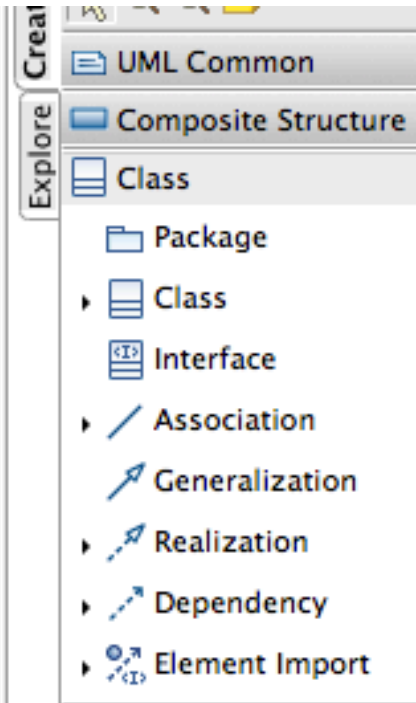 Creat
Explore
UML Common
Composite Structure
Class
Package
Class
<I>
Interface
Association
Generalization
Realization
Dependency
<I>
Element Import